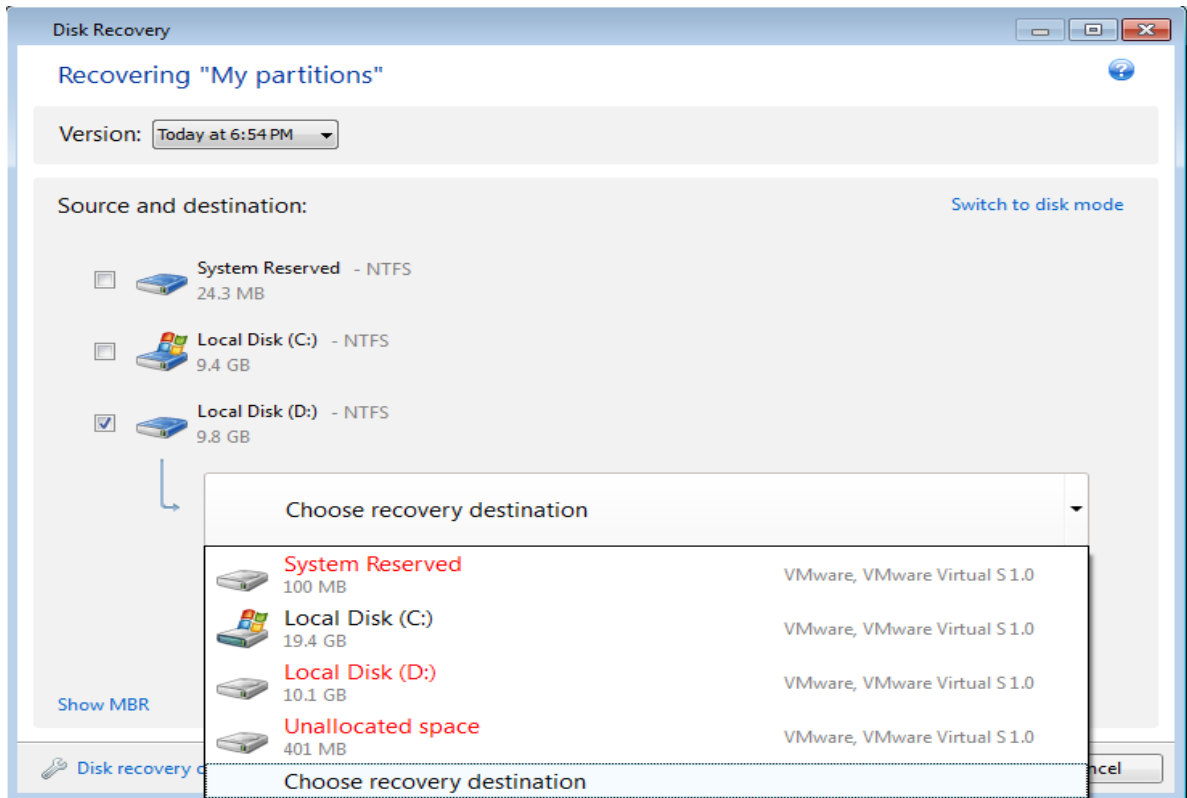 Disk Recovery
Recovering "My partitions"
Version: Today at 6:54 PM
Source and destination: Switch to disk mode
System Reserved - NTFS
24.3 MB
Local Disk (C:) - NTFS
9.4 GB
Local Disk (D:) - NTFS
9.8 GB
Choose recovery destination
System Reserved VMware, VMware Virtual S 1.0
100 MB
Local Disk (C:) VMware, VMware Virtual S 1.0
19.4 GB
Local Disk (D:) VMware, VMware Virtual S 1.0
10.1 GB
Show MBR
Unallocated space VMware, VMware Virtual S 1.0
401 MB
Disk recovery
Choose recovery destination